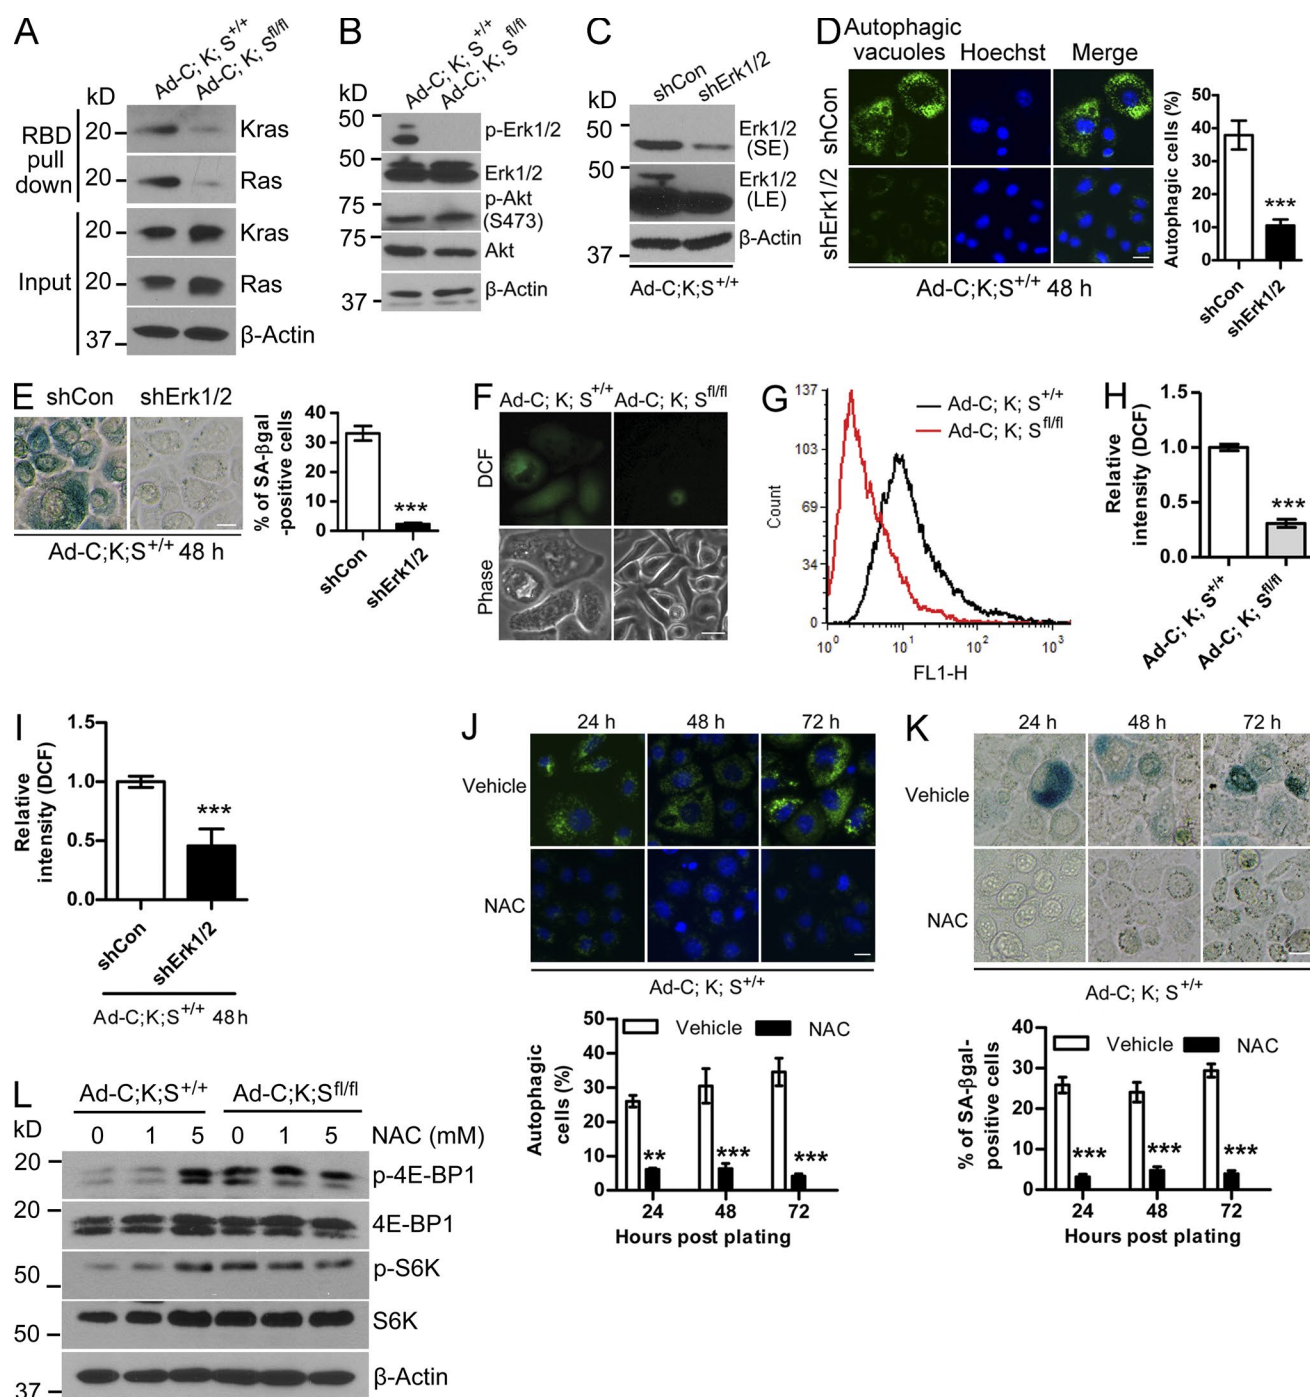 A
Ad-C; K; S+/+
Ad-C; K; Sfl/fl
kD
RBD pull down
20
Kras
20
Ras
Input
20
Kras
20
Ras
37
β-Actin
B
Ad-C; K; S+/+
Ad-C; K; Sfl/fl
kD
50
p-Erk1/2
50
Erk1/2
75
p-Akt
(S473)
75
Akt
37
β-Actin
C
shCon
shErk1/2
kD
50
Erk1/2
(SE)
50
Erk1/2
(LE)
37
β-Actin
Ad-C;K;S+/+
D
Autophagic
vacuoles
Hoechst
Merge
shCon
shErk1/2
Ad-C;K;S+/+ 48 h
Autophagic cells (%)
50
40
30
20
10
0
***
shCon
shErk1/2
E
shCon
shErk1/2
Ad-C;K;S+/+ 48 h
% of SA-βgal
-positive cells
40
30
20
10
0
***
shCon
shErk1/2
F
Ad-C; K; S+/+
Ad-C; K; Sfl/fl
DCF
Phase
G
Count
137
103
69
34
0
Ad-C; K; S+/+
Ad-C; K; Sfl/fl
10^0
10^1
10^2
10^3
FL1-H
H
Relative
intensity (DCF)
1.5
1.0
0.5
0.0
***
Ad-C; K; S+/+
Ad-C; K; Sfl/fl
I
Relative
intensity (DCF)
1.5
1.0
0.5
0.0
***
shCon
shErk1/2
Ad-C;K;S+/+ 48h
J
24 h
48 h
72 h
Vehicle
NAC
Ad-C; K; S+/+
Autophagic
cells (%)
50
40
30
20
10
0
Vehicle
NAC
**
***
***
24
48
72
Hours post plating
K
24 h
48 h
72 h
Vehicle
NAC
Ad-C; K; S+/+
% of SA-βgal-
positive cells
40
30
20
10
0
Vehicle
NAC
***
***
***
24
48
72
Hours post plating
L
Ad-C;K;S+/+
Ad-C;K;Sfl/fl
kD
0
1
5
0
1
5
NAC (mM)
20
p-4E-BP1
20
4E-BP1
50
p-S6K
50
S6K
37
β-Actin